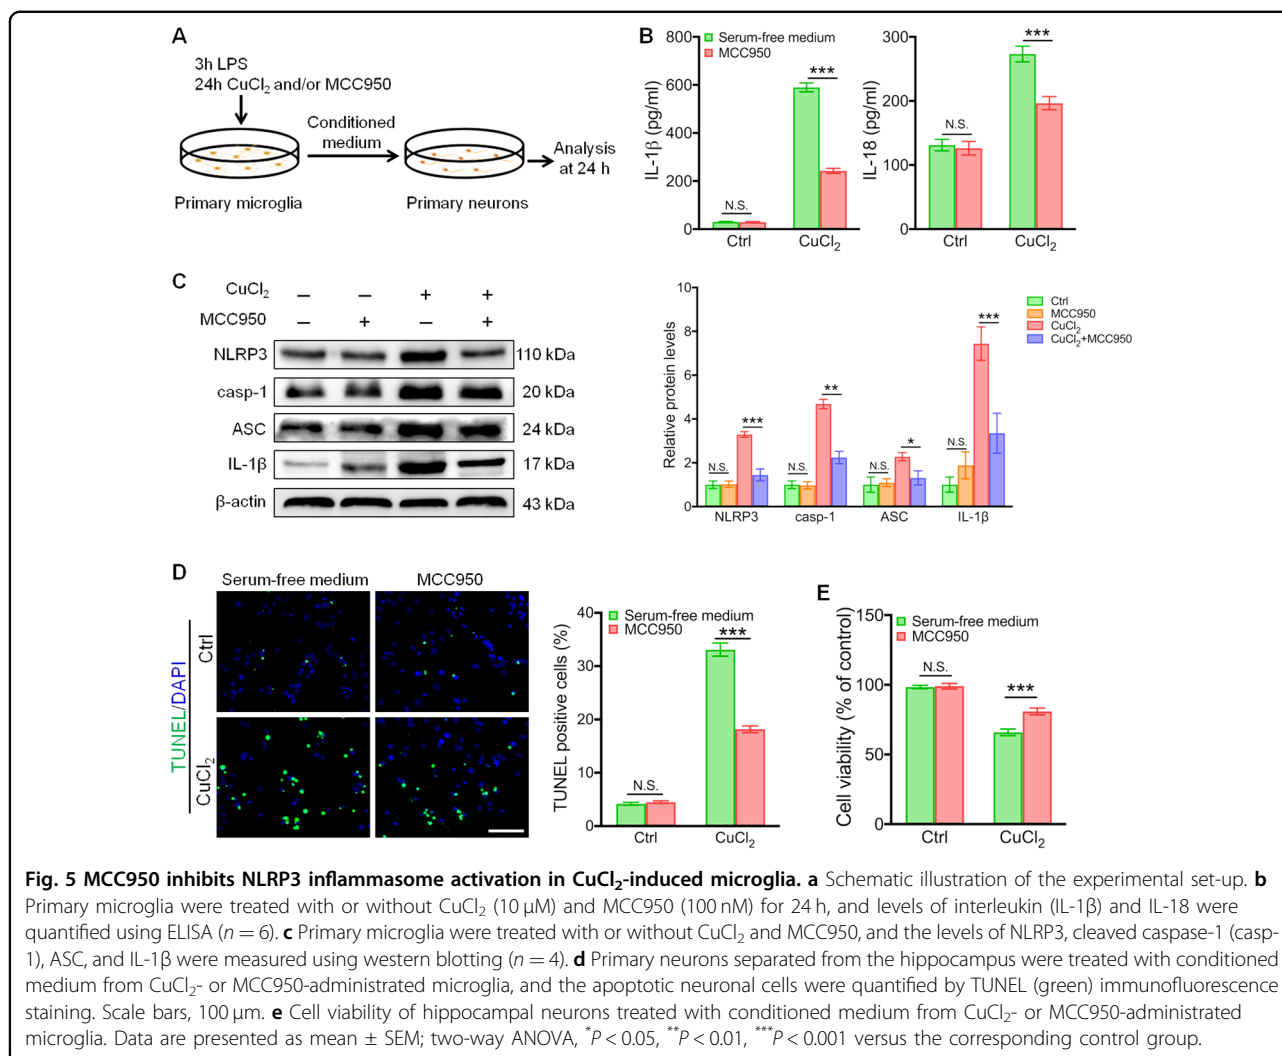 A
3h LPS
24h CuCl₂ and/or MCC950
Conditioned
medium
Analysis
at 24 h
Primary microglia
Primary neurons
B
Serum-free medium
MCC950
IL-1β (pg/ml)
800
600
400
200
0
N.S.
***
Ctrl
CuCl₂
IL-18 (pg/ml)
300
200
100
0
N.S.
***
Ctrl
CuCl₂
C
CuCl₂ – – + +
MCC950 – + – +
NLRP3 110 kDa
casp-1 20 kDa
ASC 24 kDa
IL-1β 17 kDa
β-actin 43 kDa
Relative protein levels
10
8
6
4
2
0
N.S. ***
N.S. **
N.S. *
N.S. ***
NLRP3 casp-1 ASC IL-1β
Ctrl
MCC950
CuCl₂
CuCl₂+MCC950
D
Serum-free medium MCC950
TUNEL/DAPI
Ctrl
CuCl₂
TUNEL positive cells (%)
40
30
20
10
0
Serum-free medium
MCC950
N.S.
***
Ctrl
CuCl₂
E
Cell viability (% of control)
150
100
50
0
Serum-free medium
MCC950
N.S.
***
Ctrl
CuCl₂
Fig. 5 MCC950 inhibits NLRP3 inflammasome activation in CuCl₂-induced microglia. a Schematic illustration of the experimental set-up. b
Primary microglia were treated with or without CuCl₂ (10 µM) and MCC950 (100 nM) for 24 h, and levels of interleukin (IL-1β) and IL-18 were
quantified using ELISA (n = 6). c Primary microglia were treated with or without CuCl₂ and MCC950, and the levels of NLRP3, cleaved caspase-1 (casp-
1), ASC, and IL-1β were measured using western blotting (n = 4). d Primary neurons separated from the hippocampus were treated with conditioned
medium from CuCl₂- or MCC950-administrated microglia, and the apoptotic neuronal cells were quantified by TUNEL (green) immunofluorescence
staining. Scale bars, 100 µm. e Cell viability of hippocampal neurons treated with conditioned medium from CuCl₂- or MCC950-administrated
microglia. Data are presented as mean ± SEM; two-way ANOVA, *P < 0.05, **P < 0.01, ***P < 0.001 versus the corresponding control group.